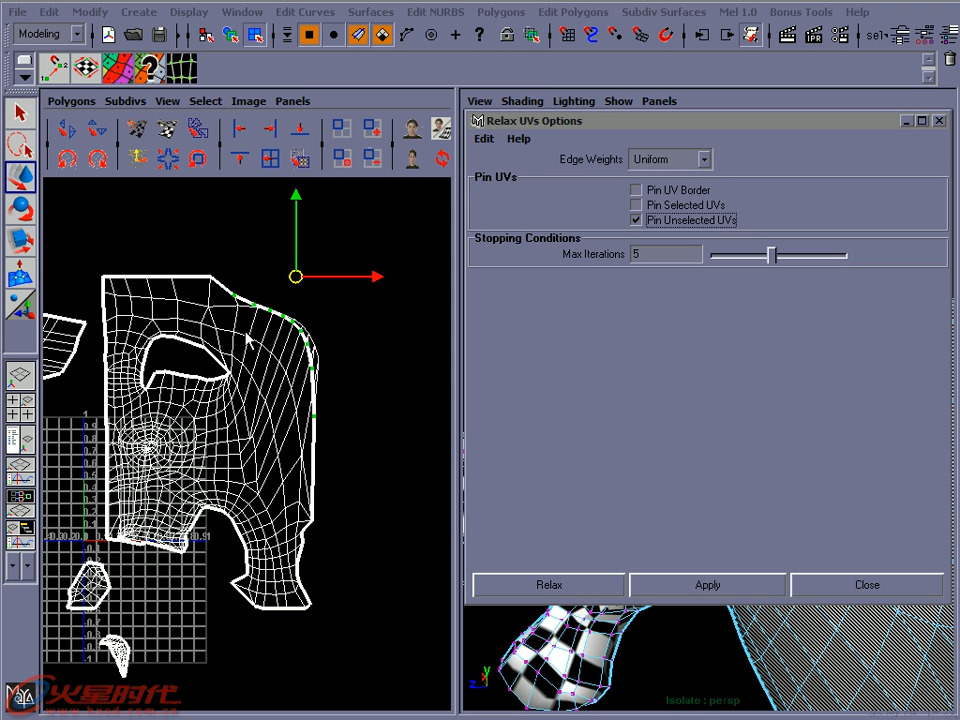 File Edit Modify Create Display Window Edit Curves Surfaces Edit NURBS Polygons Edit Polygons Subdiv Surfaces Mel 1.0 Bonus Tools Help
Modeling
IPR
sel
Polygons Subdivs View Select Image Panels
View Shading Lighting Show Panels
Relax UVs Options
Edit Help
Edge Weights Uniform
Pin UVs
Pin UV Border
Pin Selected UVs
Pin Unselected UVs
Stopping Conditions
Max Iterations 5
Relax Apply Close
y
z
Isolate : persp
MAYA
火星时代